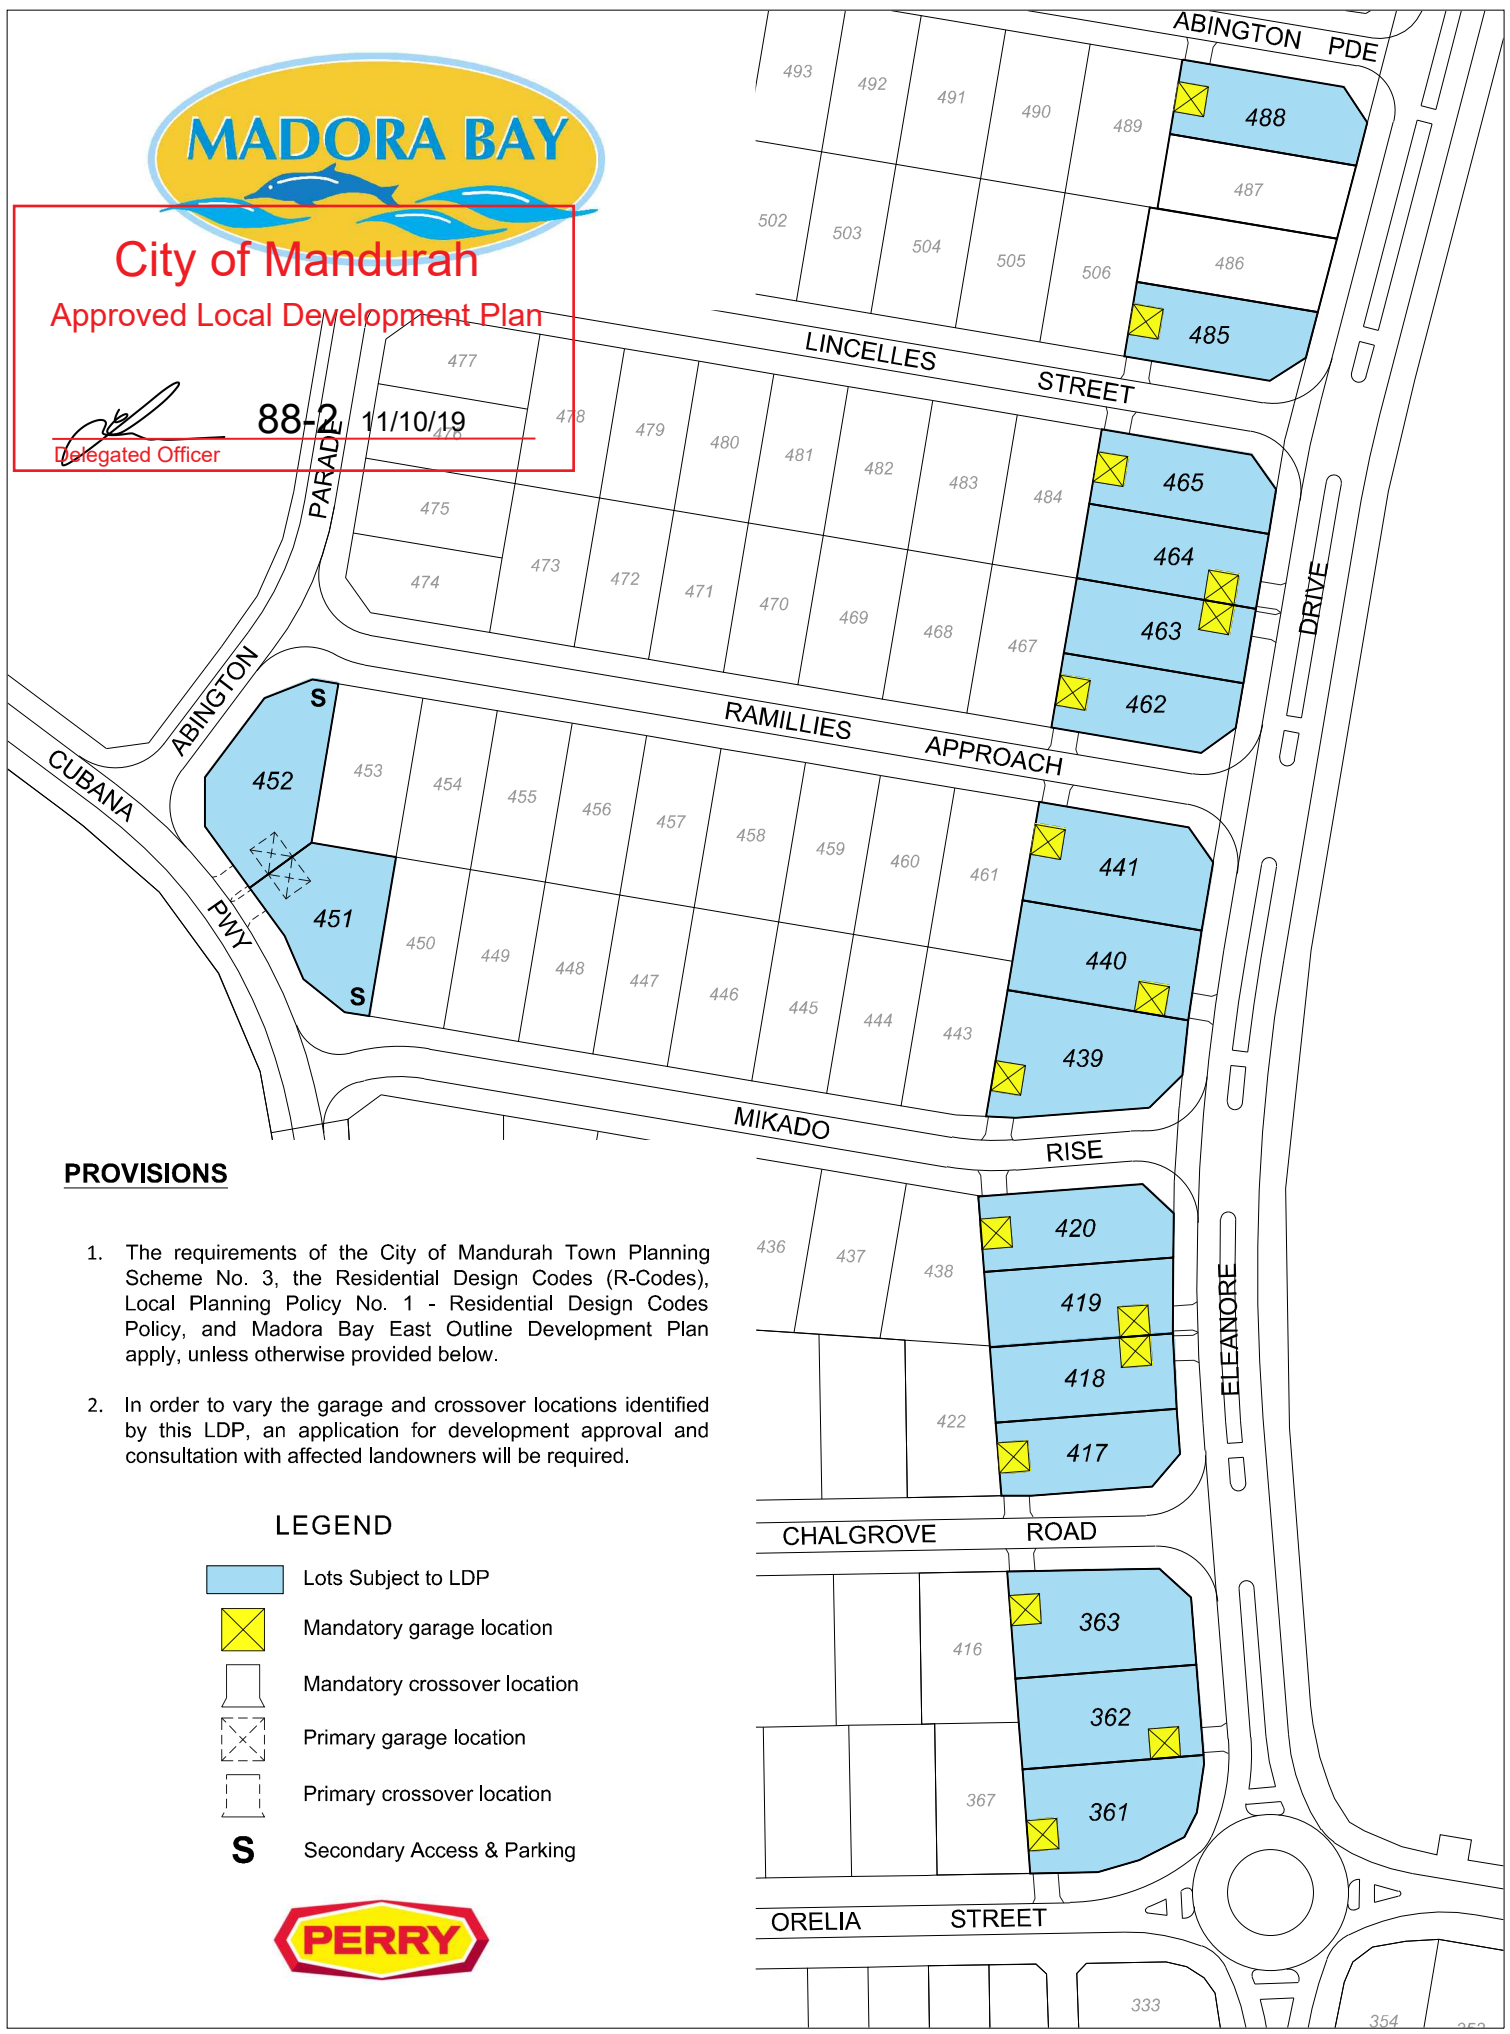 MADORA BAY
City of Mandurah
Approved Local Development Plan
88-2 11/10/19
Delegated Officer
ABINGTON PDE
493
492
491
490
489
488
487
486
485
502
503
504
505
506
LINCELLES STREET
477
476
475
474
478
479
480
481
482
483
484
465
464
463
462
473
472
471
470
469
468
467
DRIVE
ELEANORE
ABINGTON PARADE
CUBANA PWY
RAMILLIES APPROACH
S
452
453
454
455
456
457
458
459
460
461
441
440
439
451
S
450
449
448
447
446
445
444
443
MIKADO RISE
436
437
438
420
419
418
417
422
CHALGROVE ROAD
416
363
362
361
367
ORELIA STREET
333
354
PROVISIONS
1. The requirements of the City of Mandurah Town Planning
Scheme No. 3, the Residential Design Codes (R-Codes),
Local Planning Policy No. 1 - Residential Design Codes
Policy, and Madora Bay East Outline Development Plan
apply, unless otherwise provided below.
2. In order to vary the garage and crossover locations identified
by this LDP, an application for development approval and
consultation with affected landowners will be required.
LEGEND
Lots Subject to LDP
Mandatory garage location
Mandatory crossover location
Primary garage location
Primary crossover location
S Secondary Access & Parking
PERRY